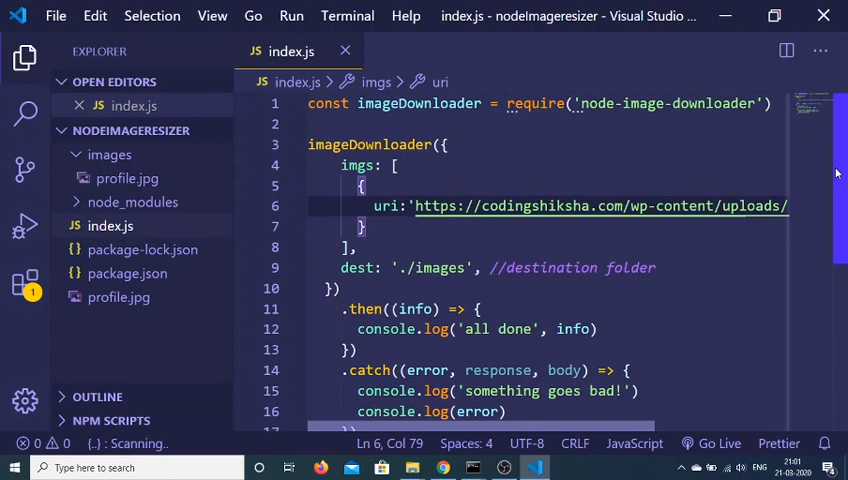 File Edit Selection View Go Run Terminal Help index.js - nodeImageresizer - Visual Studio ...
EXPLORER
JS index.js
OPEN EDITORS
JS index.js
NODEIMAGERESIZER
images
profile.jpg
node_modules
JS index.js
{} package-lock.json
{} package.json
profile.jpg
OUTLINE
NPM SCRIPTS
1
JS index.js > imgs > uri
1 const imageDownloader = require('node-image-downloader')
2
3 imageDownloader({
4 imgs: [
5 {
6 uri:'https://codingshiksha.com/wp-content/uploads/
7 }
8 ],
9 dest: './images', //destination folder
10 })
11 .then((info) => {
12 console.log('all done', info)
13 })
14 .catch((error, response, body) => {
15 console.log('something goes bad!')
16 console.log(error)
17 })
0 0 {..} : Scanning.. Ln 6, Col 79 Spaces: 4 UTF-8 CRLF JavaScript Go Live Prettier
Type here to search
ENG
21:01
21-03-2020
4